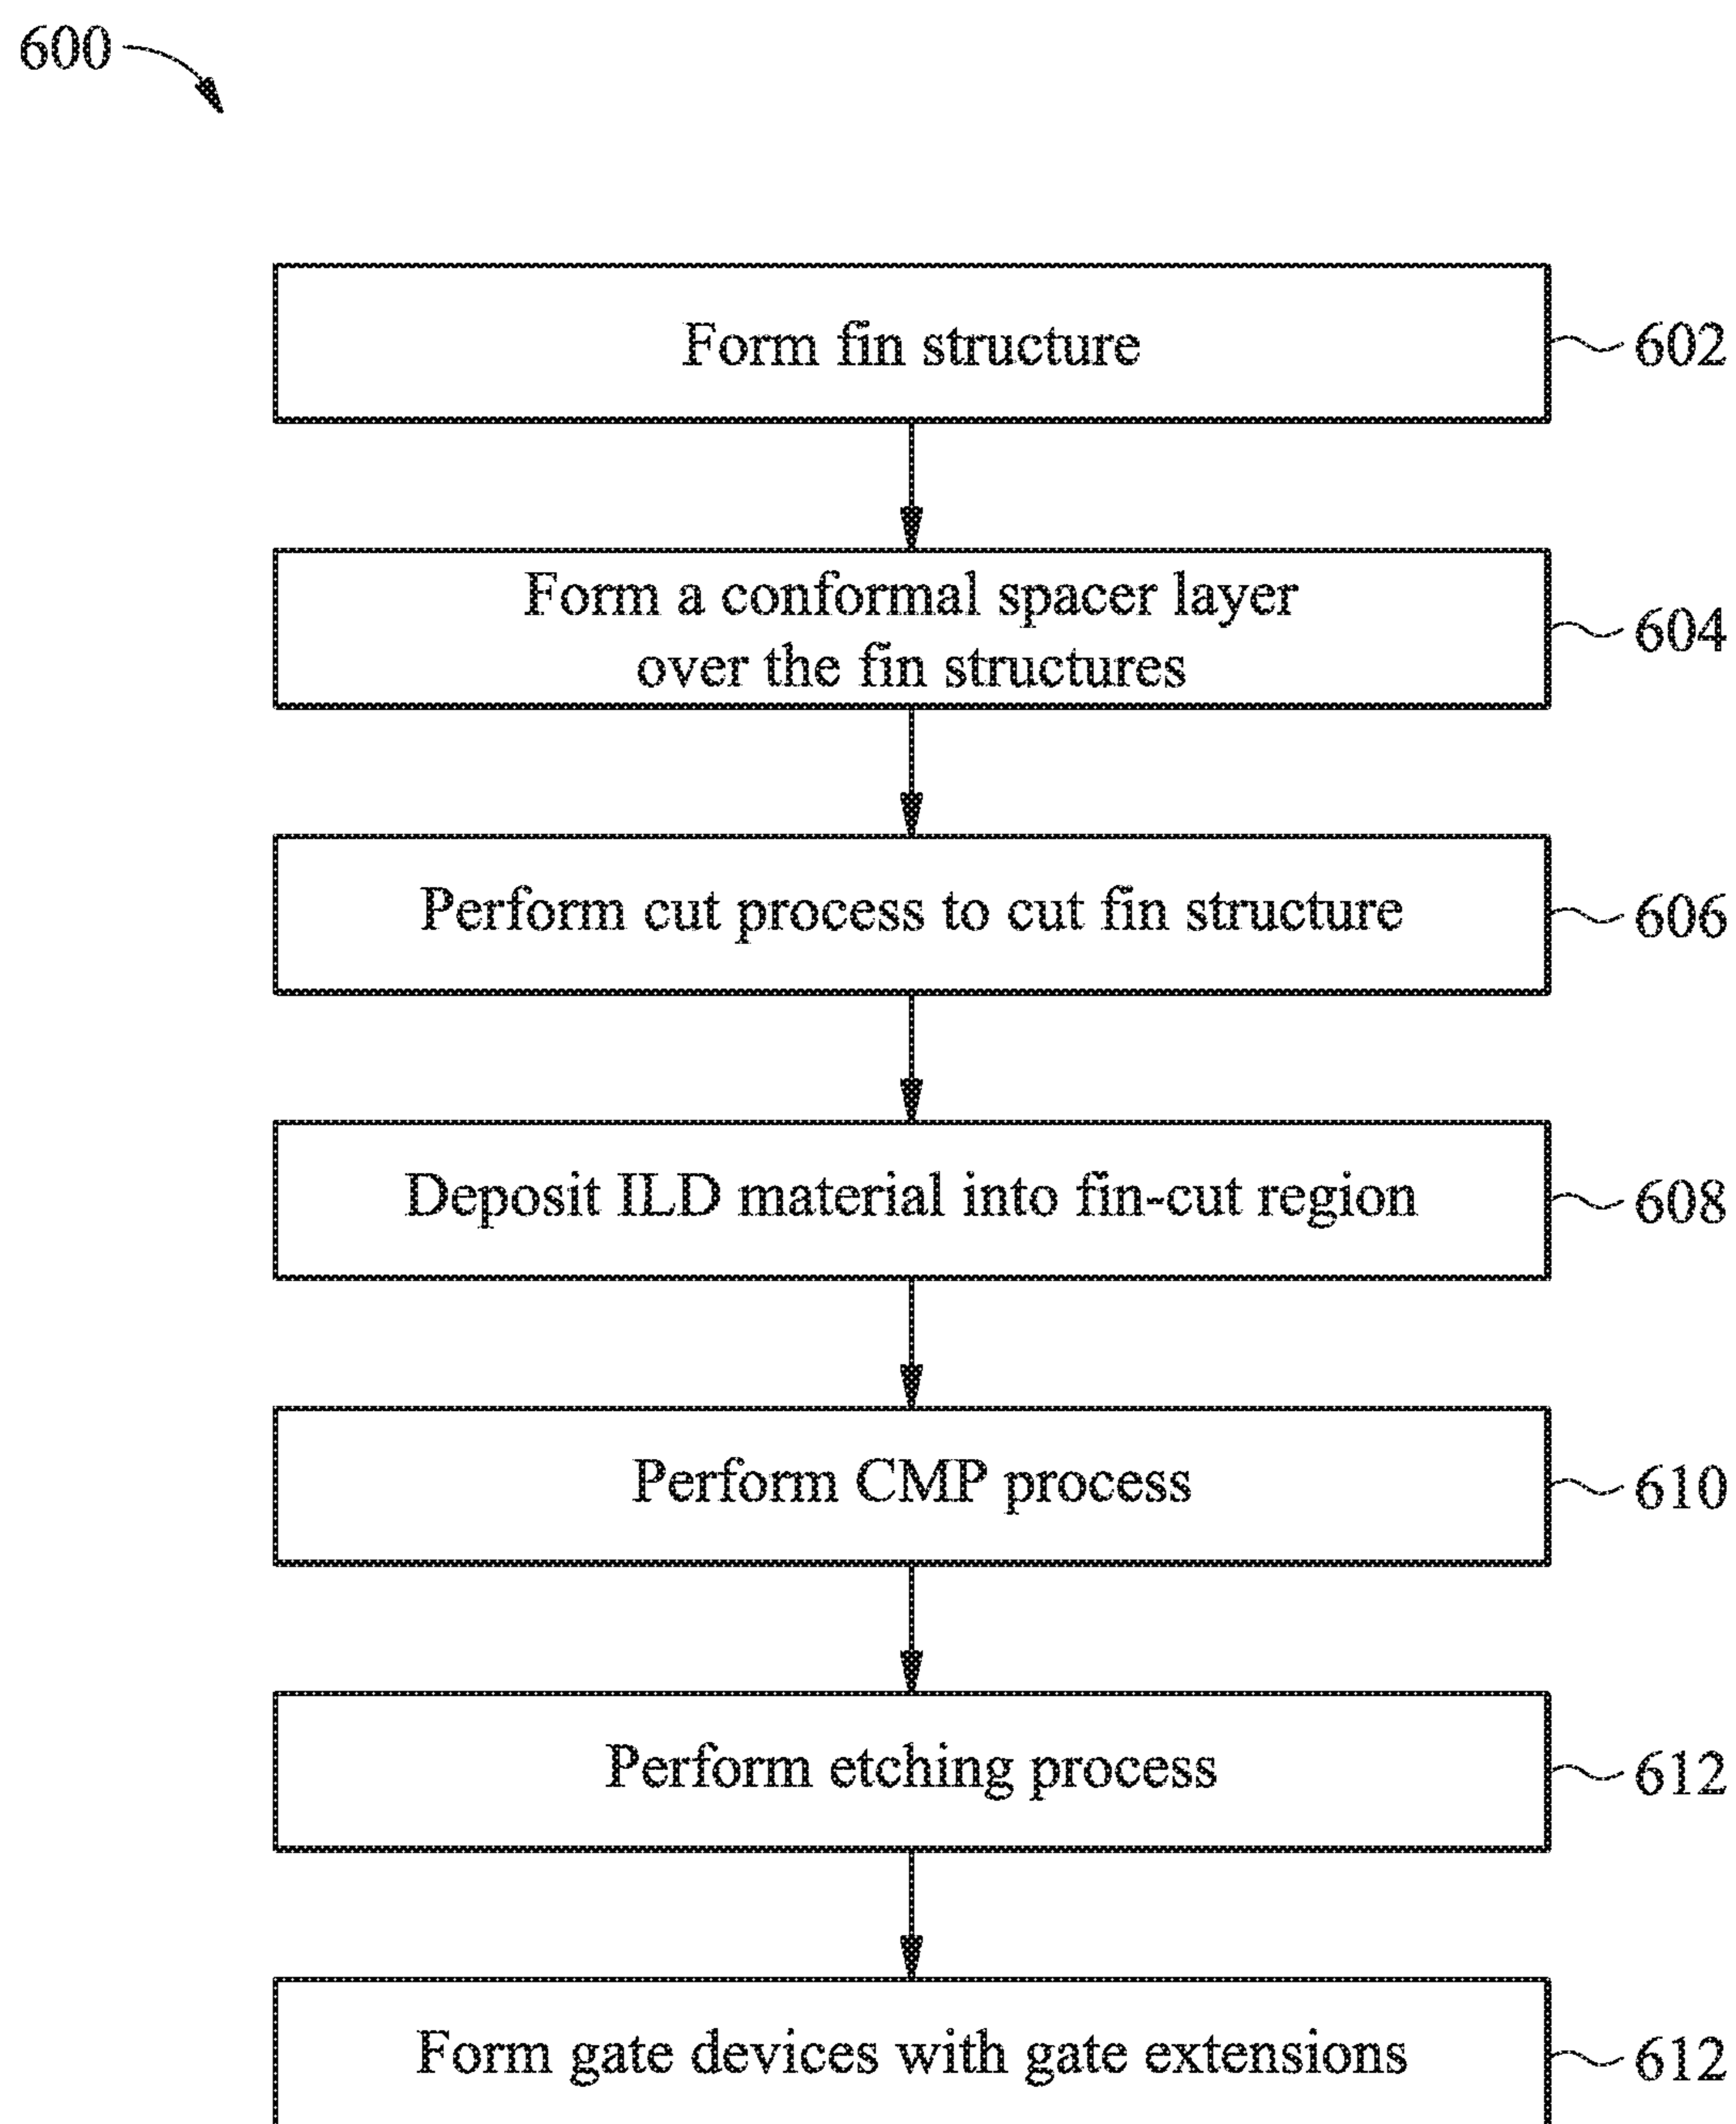 600
Form fin structure
602
Form a conformal spacer layer
over the fin structures
604
Perform cut process to cut fin structure
606
Deposit ILD material into fin-cut region
608
Perform CMP process
610
Perform etching process
612
Form gate devices with gate extensions
612